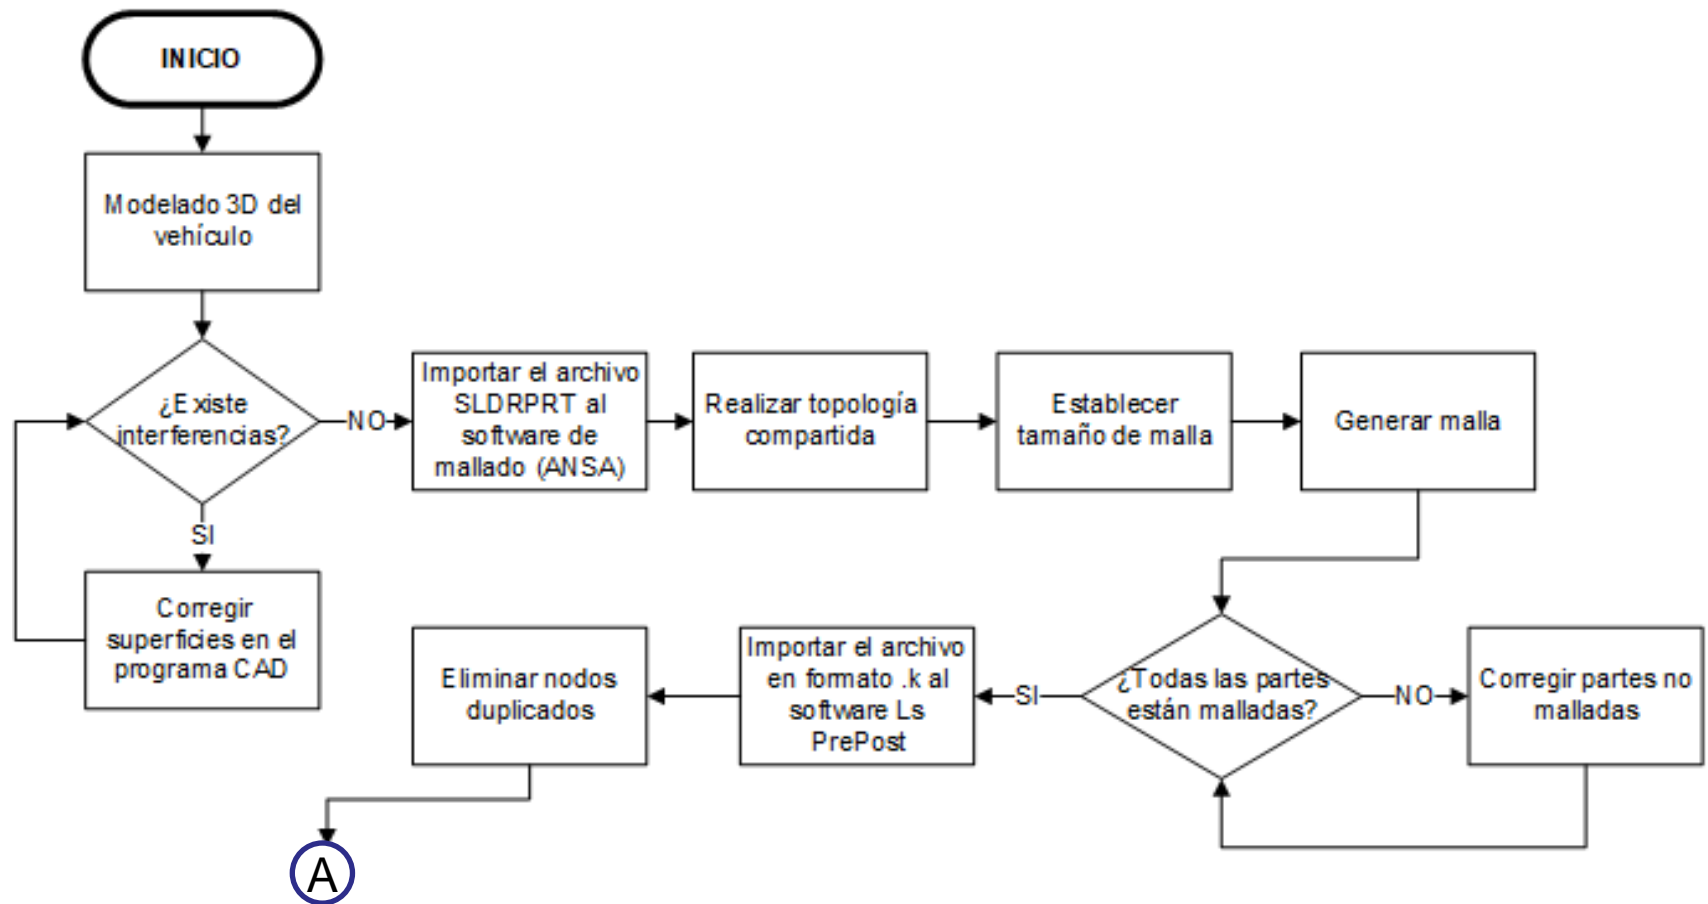 INICIO
Modelado 3D del
vehículo
¿Existe
interferencias?
NO
SI
Corregir
superficies en el
programa CAD
Importar el archivo
SLDRPRT al
software de
mallado (ANSA)
Realizar topología
compartida
Establecer
tamaño de malla
Generar malla
¿Todas las partes
están malladas?
NO
Corregir partes no
malladas
SI
Importar el archivo
en formato .k al
software Ls
PrePost
Eliminar nodos
duplicados
A